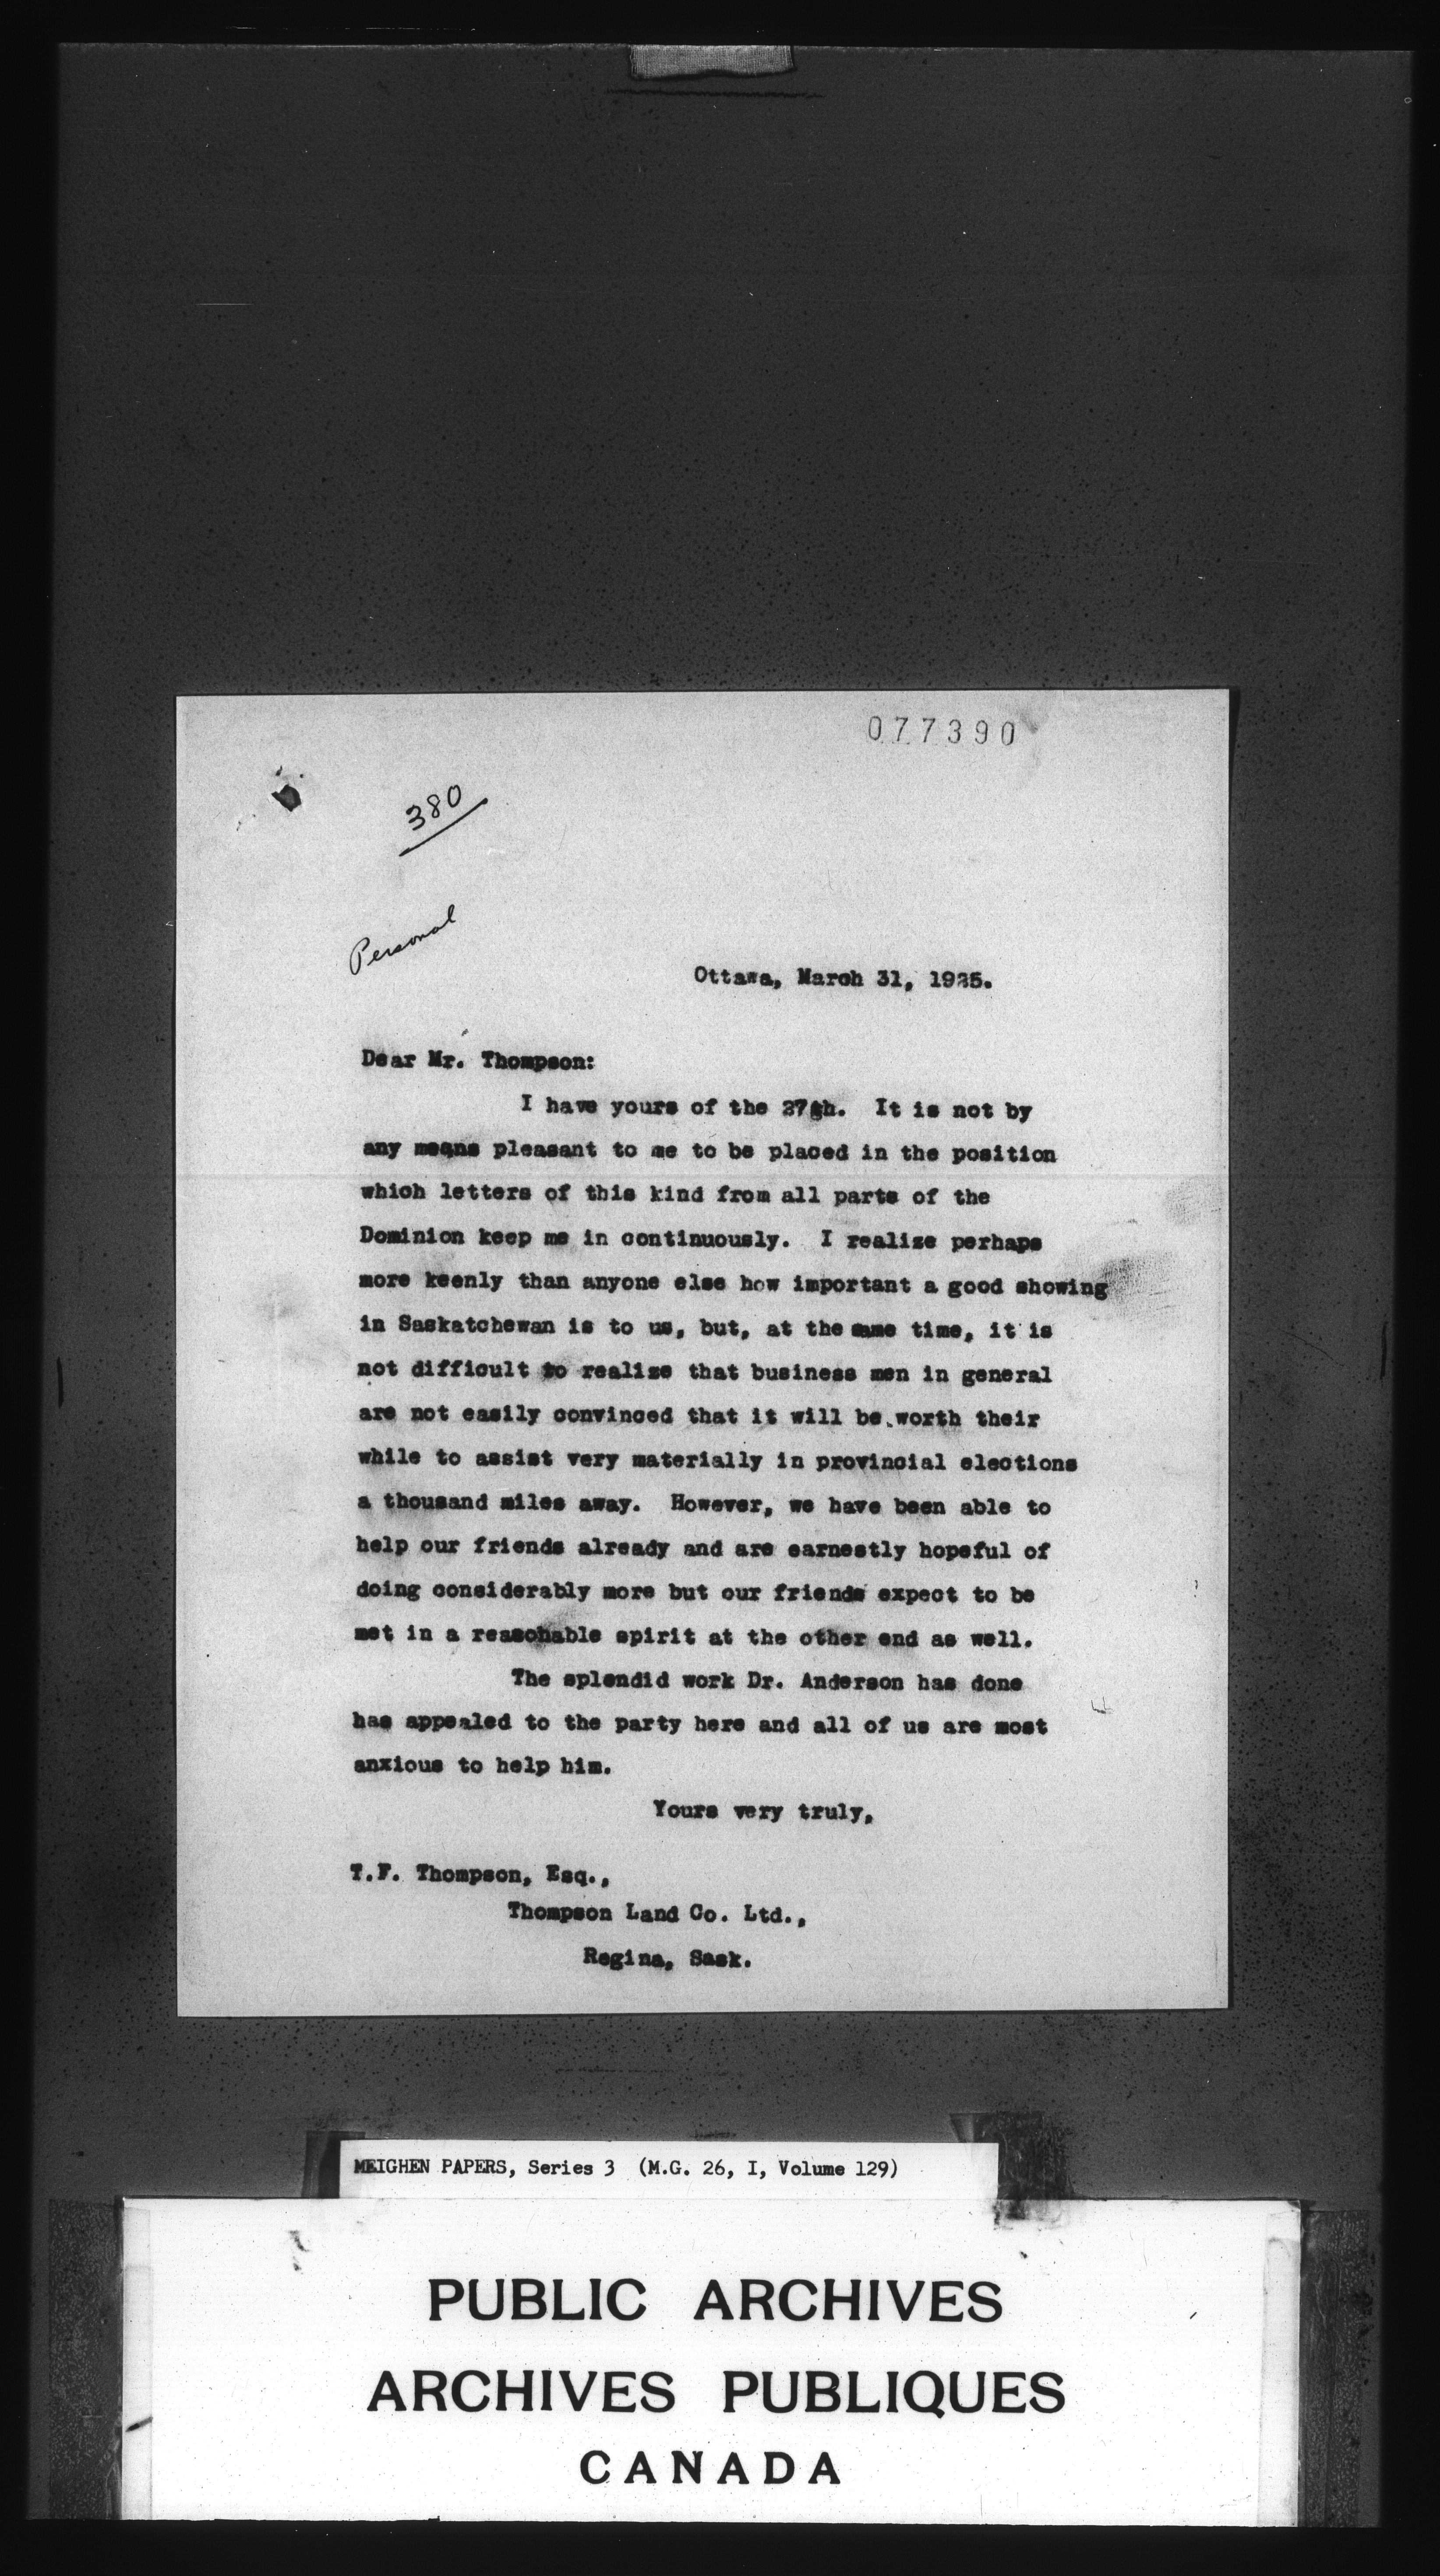 077390
380
Personal
Ottawa, March 31, 1925.
Dear Mr. Thompson:
I have yours of the 27th. It is not by
any means pleasant to me to be placed in the position
which letters of this kind from all parts of the
Dominion keep me in continuously. I realize perhaps
more keenly than anyone else how important a good showing
in Saskatchewan is to us, but, at the same time, it is
not difficult to realize that business men in general
are not easily convinced that it will be worth their
while to assist very materially in provincial elections
a thousand miles away. However, we have been able to
help our friends already and are earnestly hopeful of
doing considerably more but our friends expect to be
met in a reasonable spirit at the other end as well.
The splendid work Dr. Anderson has done
has appealed to the party here and all of us are most
anxious to help him.
Yours very truly,
T.F. Thompson, Esq.,
Thompson Land Co. Ltd.,
Regina, Sask.
MEIGHEN PAPERS, Series 3 (M.G. 26, I, Volume 129)
PUBLIC ARCHIVES
ARCHIVES PUBLIQUES
CANADA